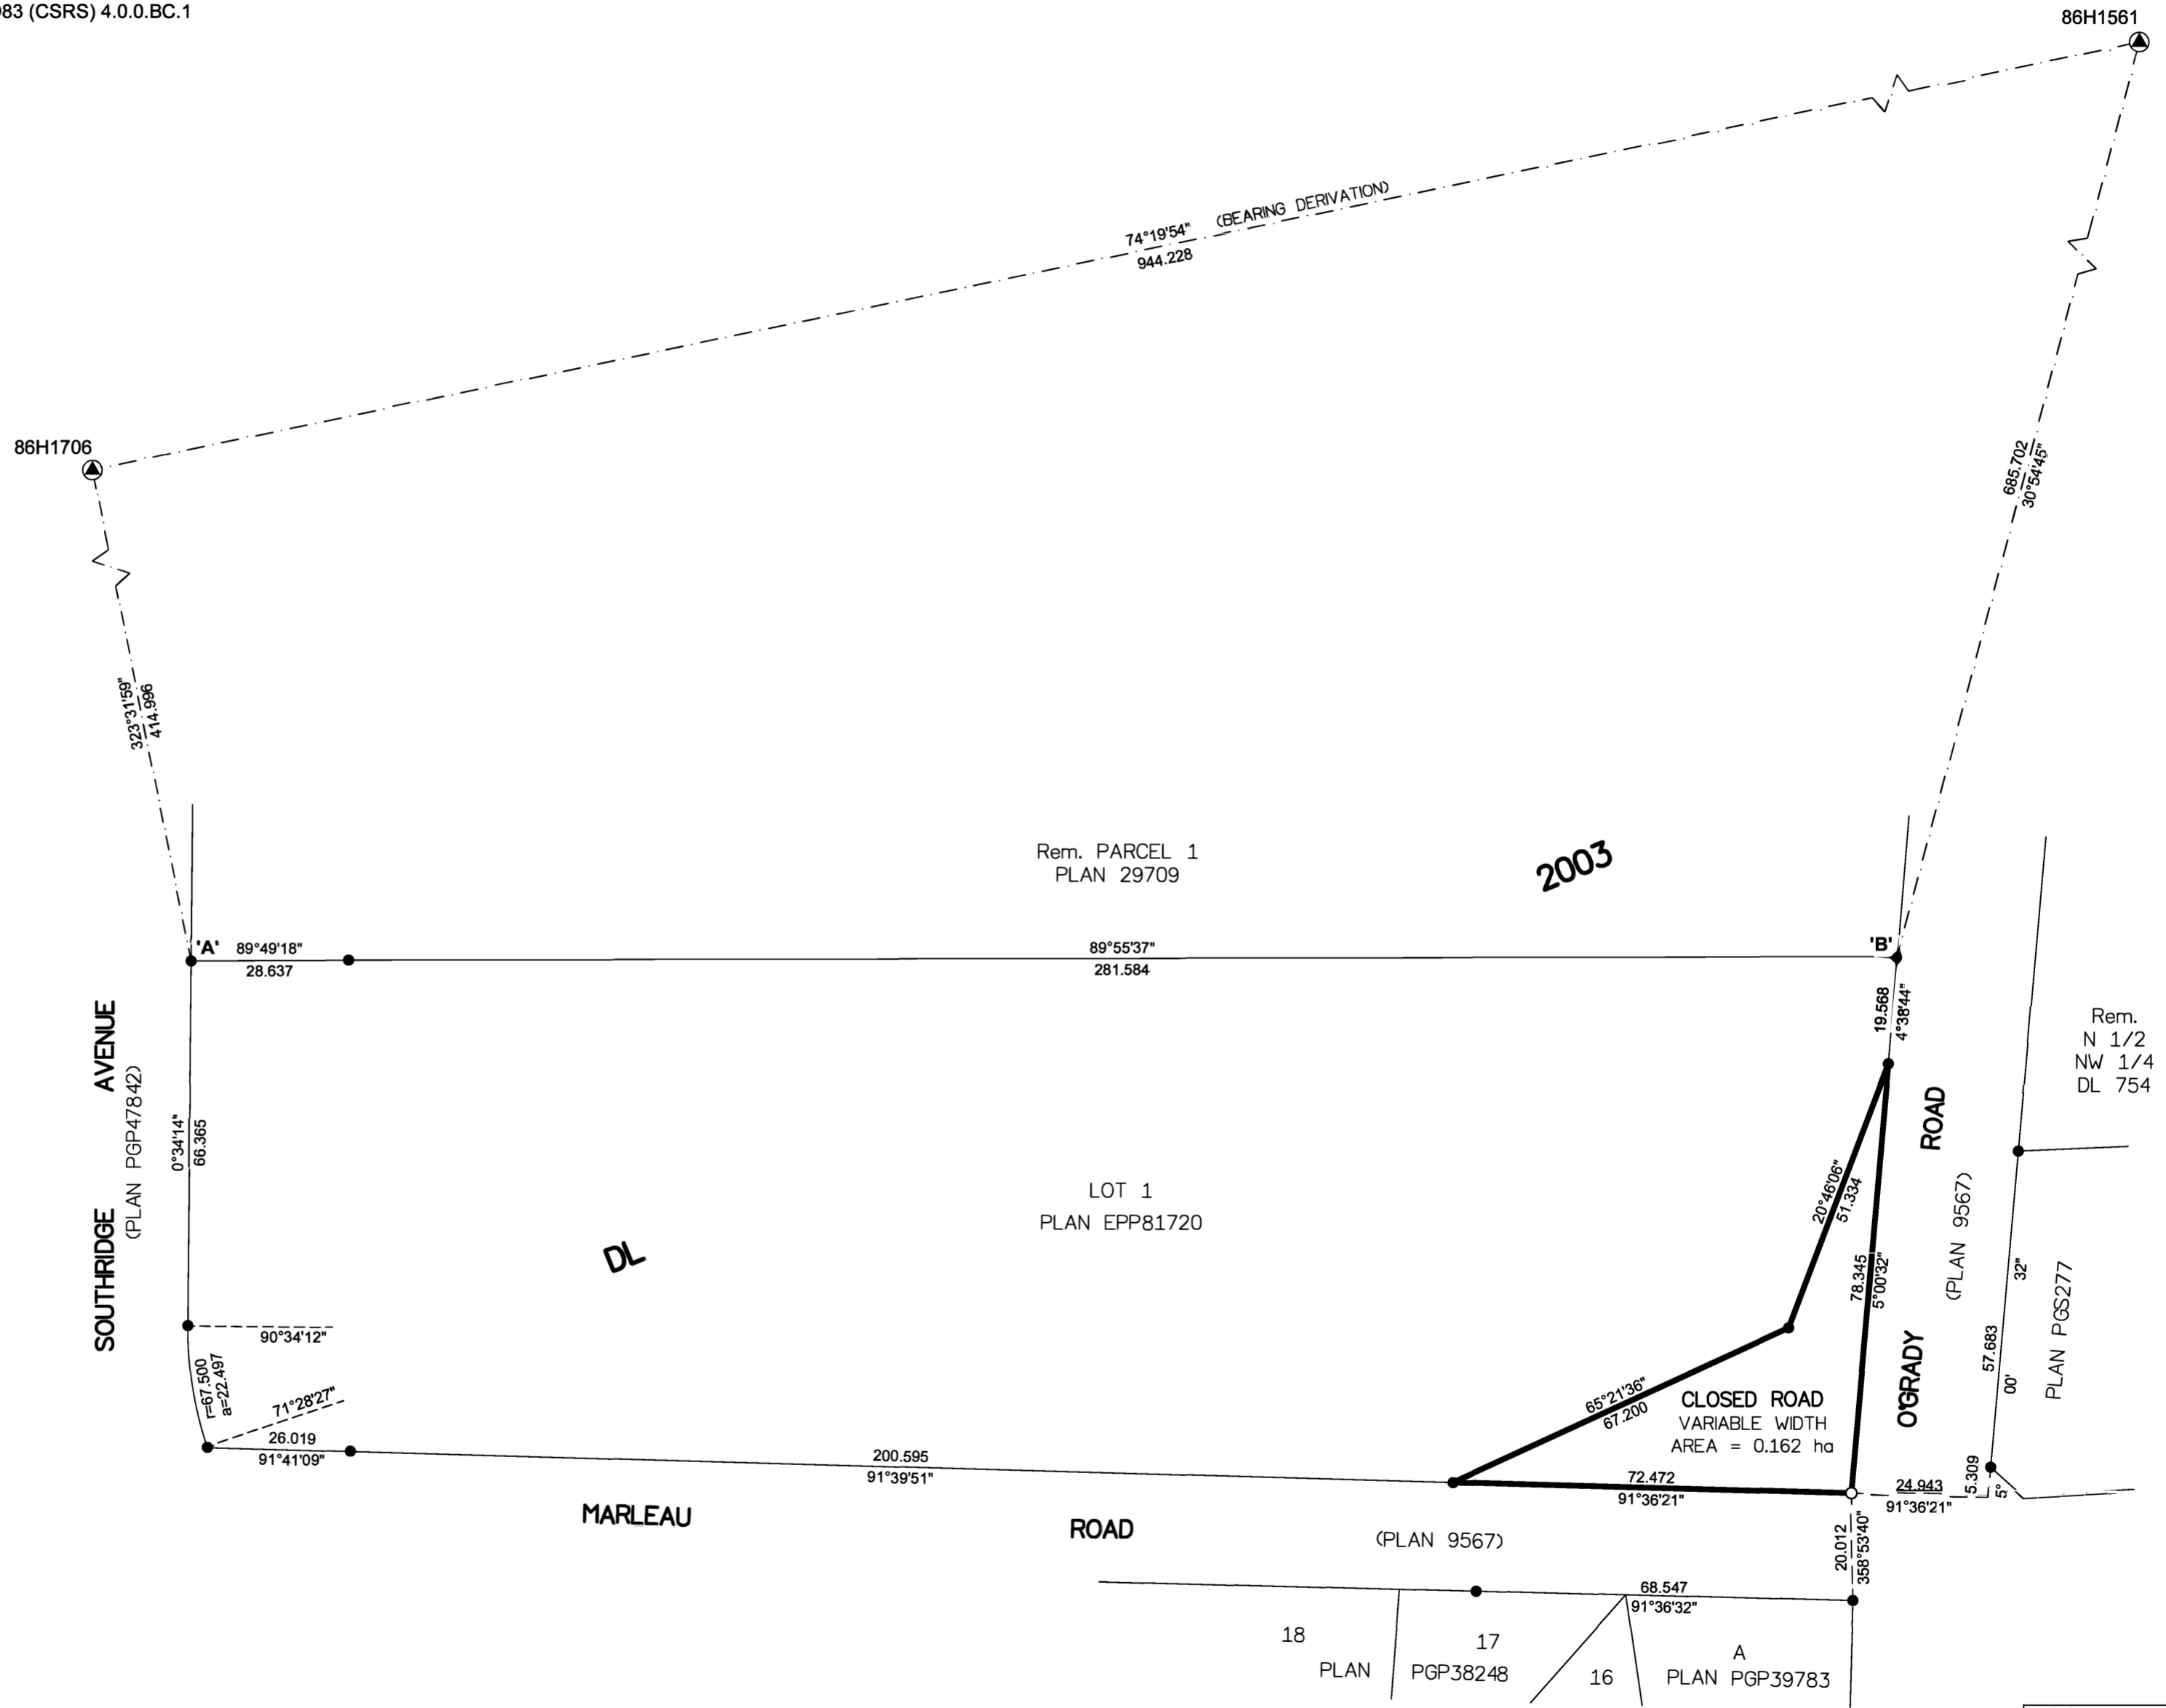 983 (CSRS) 4.0.0.BC.1
86H1561
74°19'54" (BEARING DERIVATION)
944.228
86H1706
685.702
30°54'45"
323°31'59"
414.996
Rem. PARCEL 1
PLAN 29709
2003
'A'
89°49'18"
28.637
89°55'37"
281.584
'B'
19.568
4°38'44"
Rem.
N 1/2
NW 1/4
DL 754
SOUTHRIDGE AVENUE
(PLAN PGP47842)
0°34'14"
66.365
LOT 1
PLAN EPP81720
DL
20°46'06"
51.334
78.345
5°00'32"
O'GRADY ROAD
(PLAN 9567)
57.683
5° 00' 32"
PLAN PGS277
90°34'12"
r=67.500
a=22.497
71°28'27"
26.019
91°41'09"
200.595
91°39'51"
65°21'36"
67.200
CLOSED ROAD
VARIABLE WIDTH
AREA = 0.162 ha
72.472
91°36'21"
24.943
91°36'21"
5.309
MARLEAU ROAD
(PLAN 9567)
20.012
358°53'40"
68.547
91°36'32"
18
17
PLAN PGP38248
16
A
PLAN PGP39783